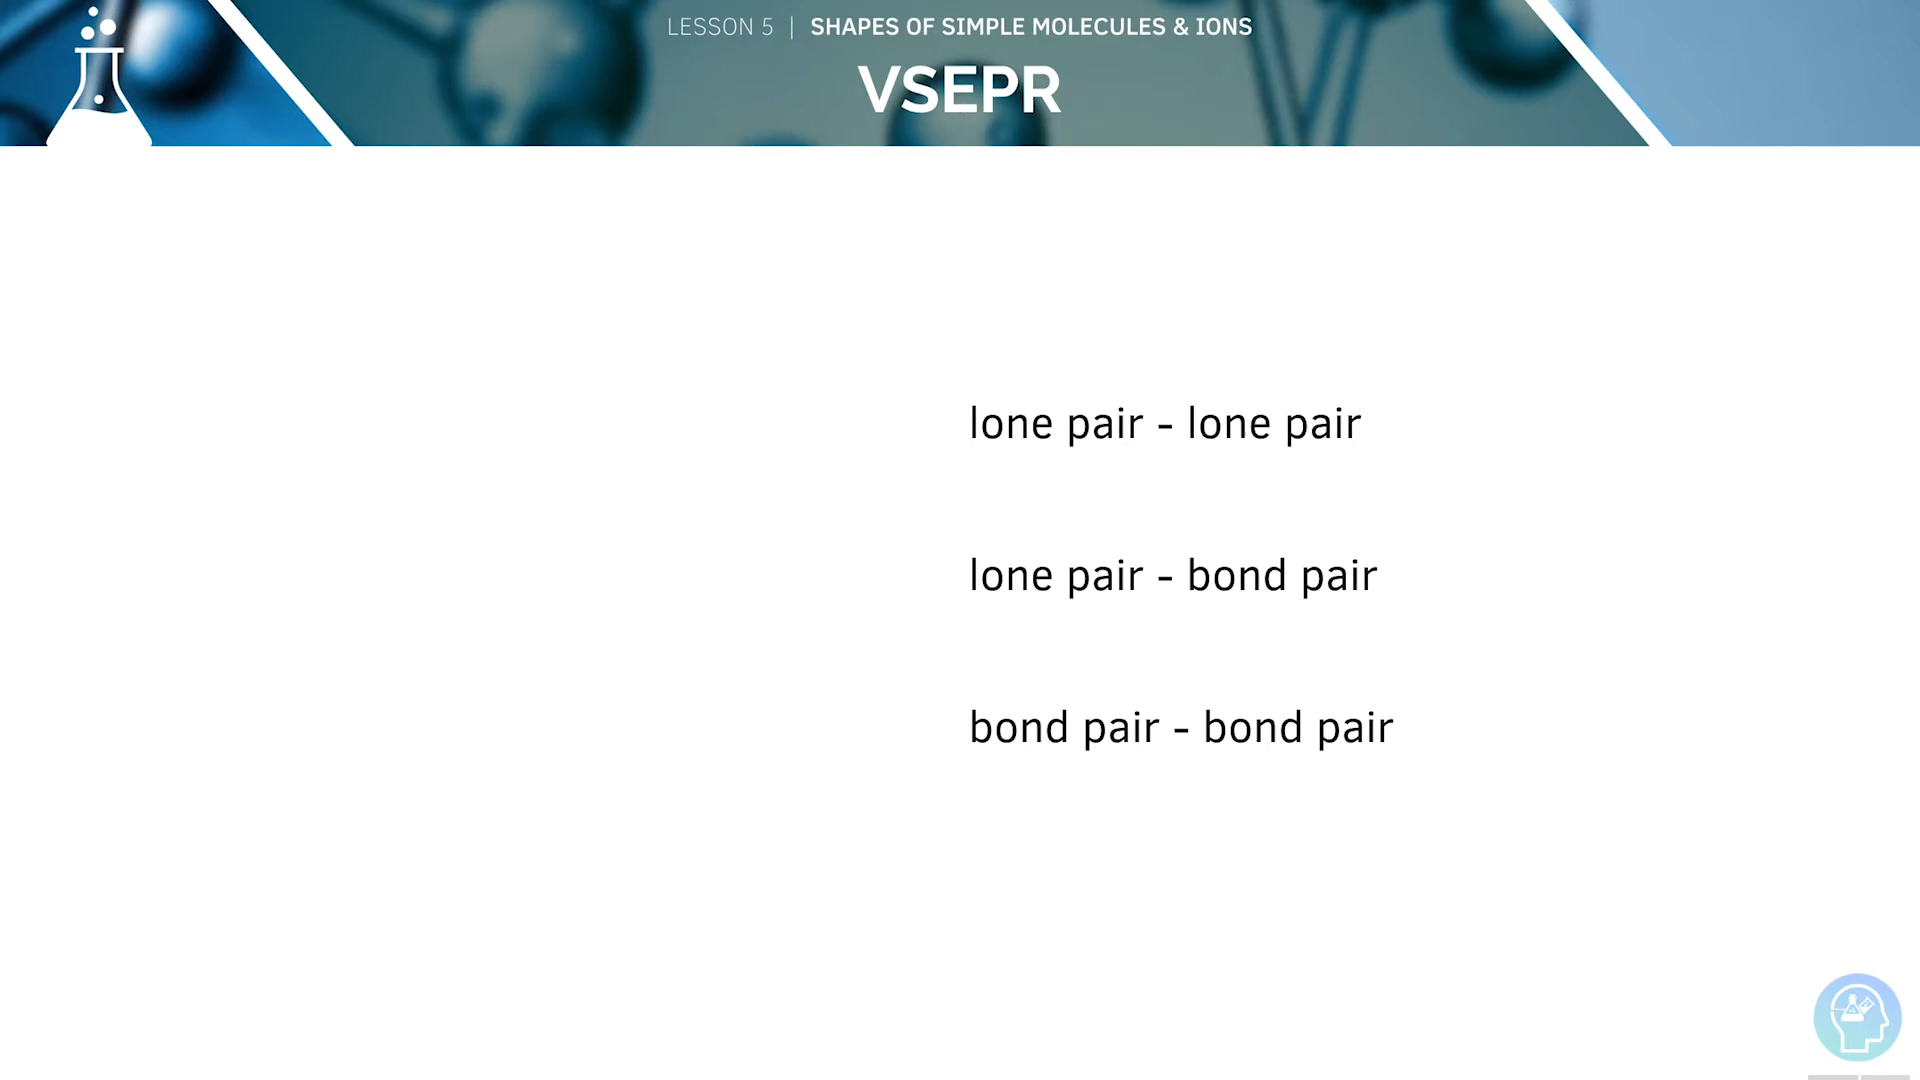 LESSON 5 | SHAPES OF SIMPLE MOLECULES & IONS
VSEPR
lone pair - lone pair
lone pair - bond pair
bond pair - bond pair